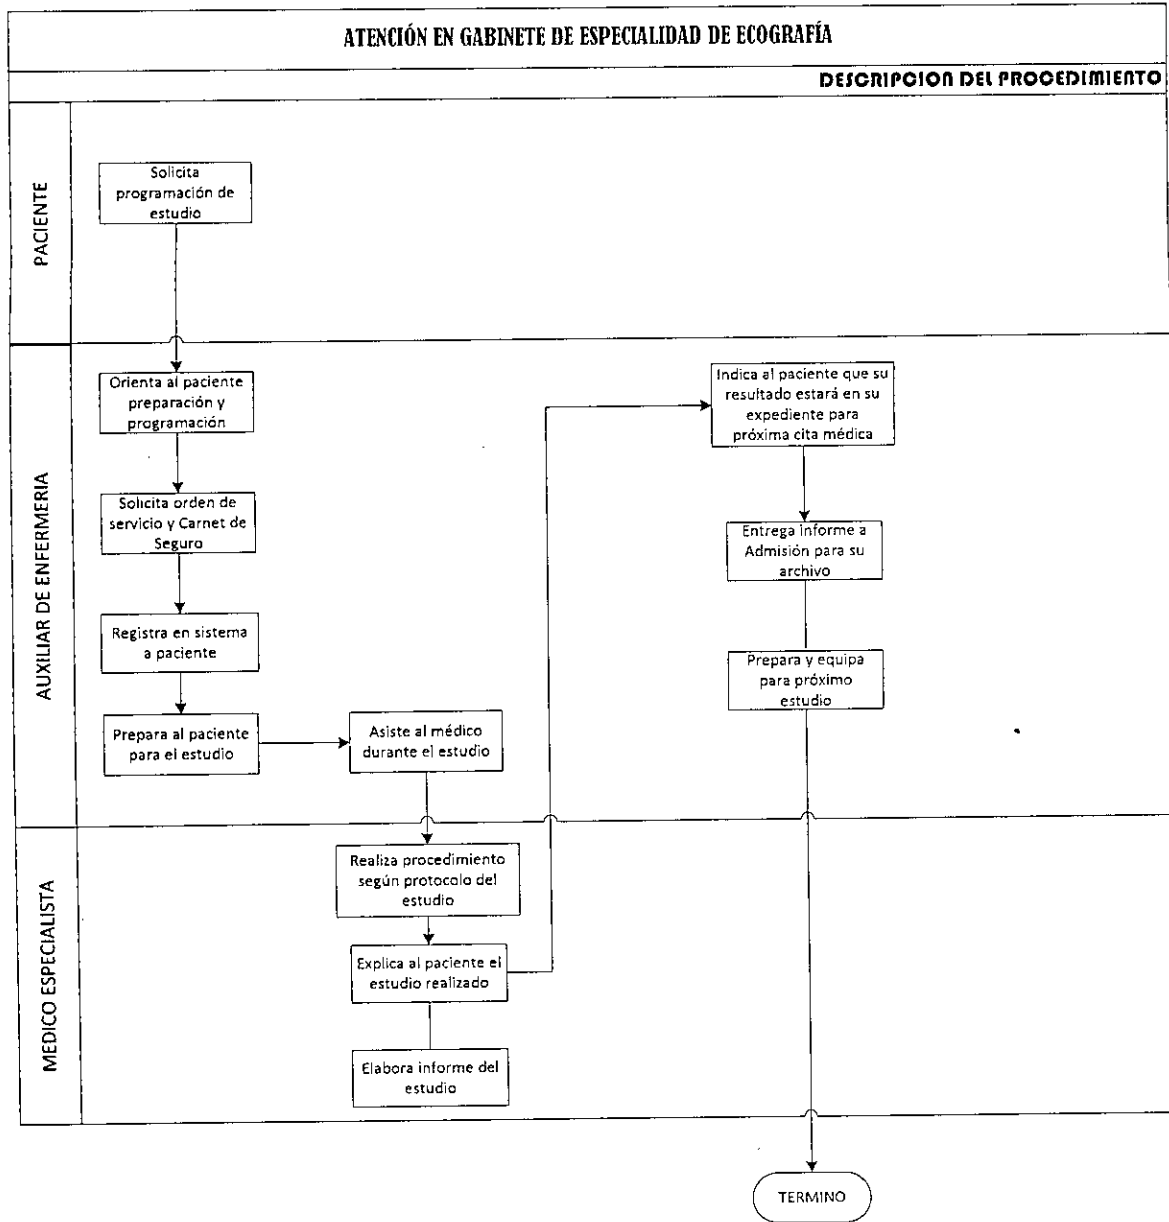 ATENCIÓN EN GABINETE DE ESPECIALIDAD DE ECOGRAFÍA
DESCRIPCION DEL PROCEDIMIENTO
PACIENTE
Solicita
programación de
estudio
AUXILIAR DE ENFERMERIA
Orienta al paciente
preparación y
programación
Solicita orden de
servicio y Carnet de
Seguro
Registra en sistema
a paciente
Prepara al paciente
para el estudio
Asiste al médico
durante el estudio
Indica al paciente que su
resultado estará en su
expediente para
próxima cita médica
Entrega informe a
Admisión para su
archivo
Prepara y equipa
para próximo
estudio
MEDICO ESPECIALISTA
Realiza procedimiento
según protocolo del
estudio
Explica al paciente el
estudio realizado
Elabora informe del
estudio
TERMINO